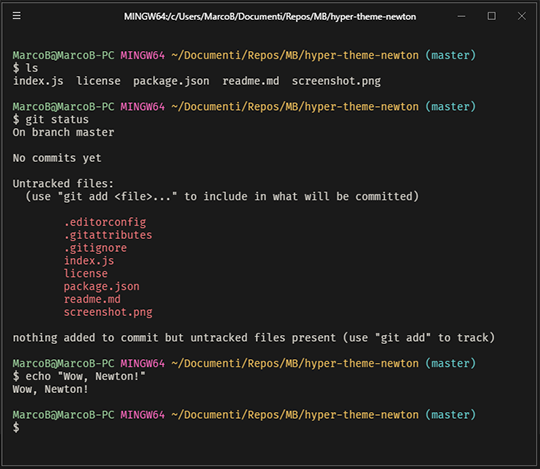 MINGW64:/c/Users/MarcoB/Documenti/Repos/MB/hyper-theme-newton
MarcoB@MarcoB-PC MINGW64 ~/Documenti/Repos/MB/hyper-theme-newton (master)
$ ls
index.js  license  package.json  readme.md  screenshot.png
MarcoB@MarcoB-PC MINGW64 ~/Documenti/Repos/MB/hyper-theme-newton (master)
$ git status
On branch master
No commits yet
Untracked files:
  (use "git add <file>..." to include in what will be committed)
        .editorconfig
        .gitattributes
        .gitignore
        index.js
        license
        package.json
        readme.md
        screenshot.png
nothing added to commit but untracked files present (use "git add" to track)
MarcoB@MarcoB-PC MINGW64 ~/Documenti/Repos/MB/hyper-theme-newton (master)
$ echo "Wow, Newton!"
Wow, Newton!
MarcoB@MarcoB-PC MINGW64 ~/Documenti/Repos/MB/hyper-theme-newton (master)
$